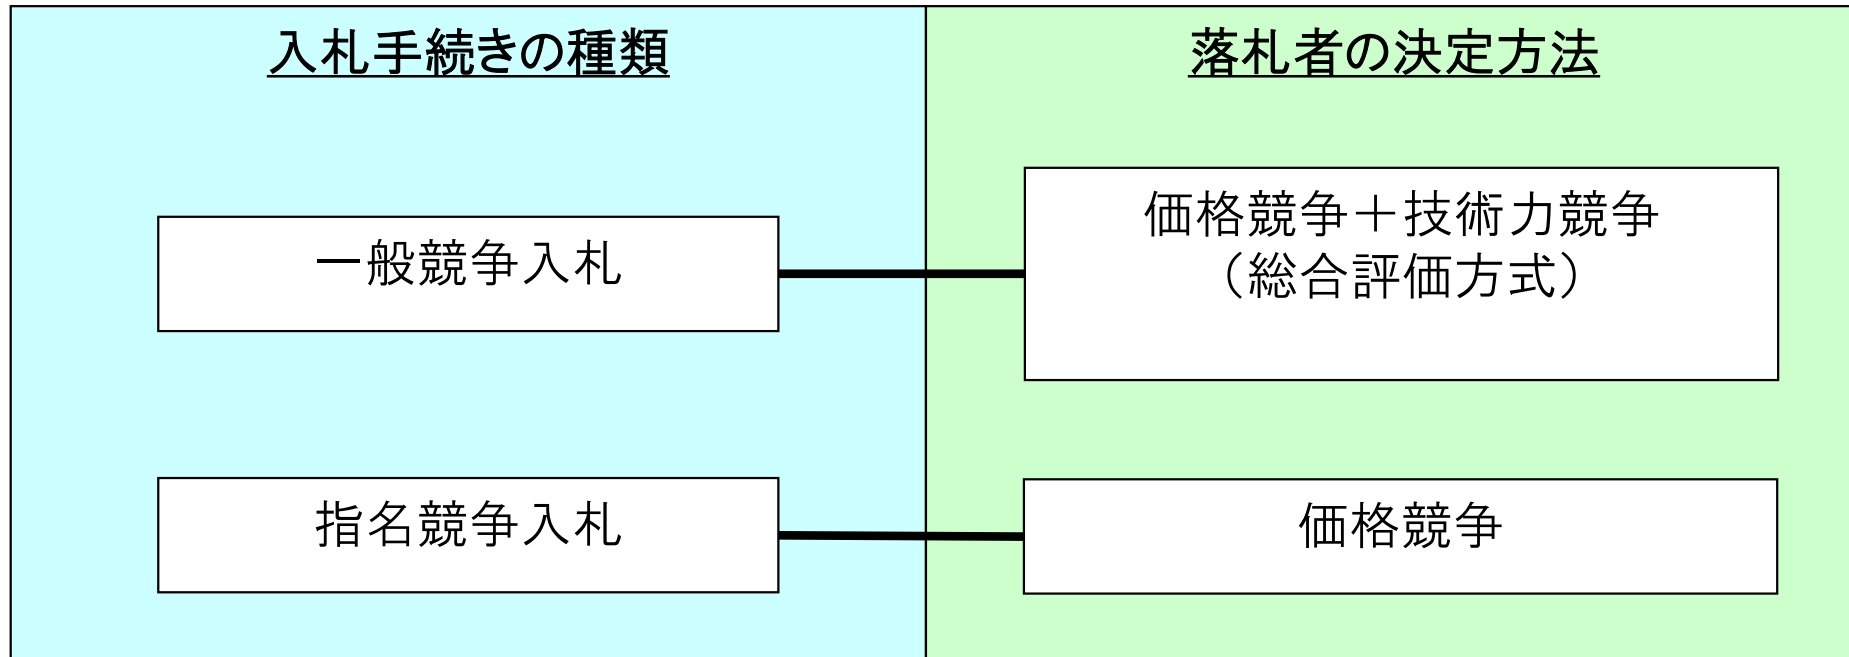 入札手続きの種類
落札者の決定方法
一般競争入札
価格競争＋技術力競争
（総合評価方式）
指名競争入札
価格競争